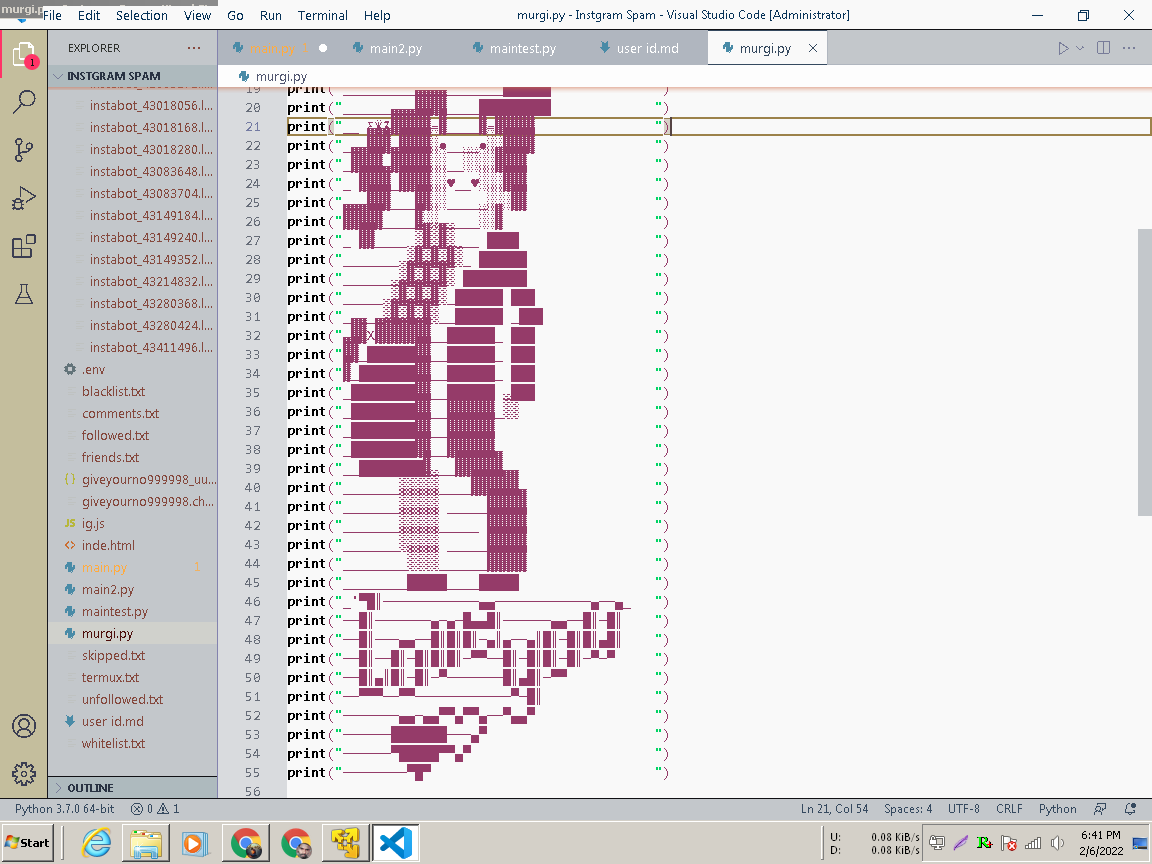 murgi.p
File Edit Selection View Go Run Terminal Help
murgi.py - Instgram Spam - Visual Studio Code [Administrator]
EXPLORER
main.py
main2.py
maintest.py
user id.md
murgi.py
INSTGRAM SPAM
murgi.py
instabot_43018056.l...
instabot_43018168.l...
instabot_43018280.l...
instabot_43083648.l...
instabot_43083704.l...
instabot_43149184.l...
instabot_43149240.l...
instabot_43149352.l...
instabot_43214832.l...
instabot_43280368.l...
instabot_43280424.l...
instabot_43411496.l...
.env
blacklist.txt
comments.txt
followed.txt
friends.txt
giveyourno999998_uu...
giveyourno999998.ch...
JS ig.js
inde.html
main.py 1
main2.py
maintest.py
murgi.py
skipped.txt
termux.txt
unfollowed.txt
user id.md
whitelist.txt
OUTLINE
19 print(" ")
20 print(" ")
21 print(" ")
22 print(" ")
23 print(" ")
24 print(" ")
25 print(" ")
26 print(" ")
27 print(" ")
28 print(" ")
29 print(" ")
30 print(" ")
31 print(" ")
32 print(" ")
33 print(" ")
34 print(" ")
35 print(" ")
36 print(" ")
37 print(" ")
38 print(" ")
39 print(" ")
40 print(" ")
41 print(" ")
42 print(" ")
43 print(" ")
44 print(" ")
45 print(" ")
46 print(" ")
47 print(" ")
48 print(" ")
49 print(" ")
50 print(" ")
51 print(" ")
52 print(" ")
53 print(" ")
54 print(" ")
55 print(" ")
56
Python 3.7.0 64-bit 0 1
Ln 21, Col 54 Spaces: 4 UTF-8 CRLF Python
Start
U: 0.08 KiB/s
D: 0.08 KiB/s
6:41 PM
2/6/2022